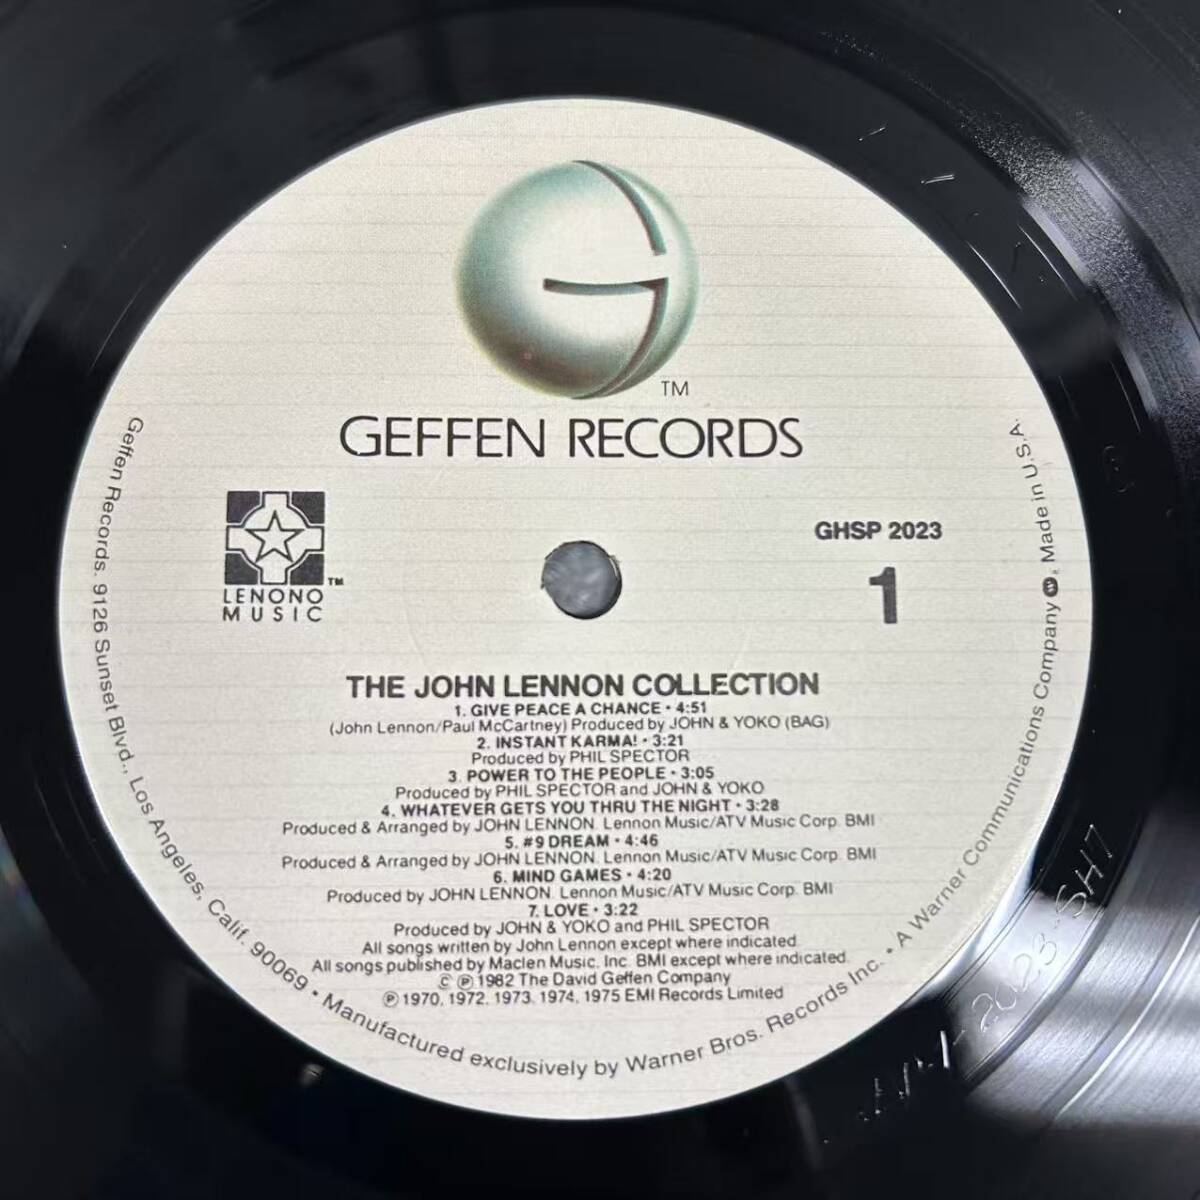 TM
GEFFEN RECORDS
LENONO TM
MUSIC
GHSP 2023
1
THE JOHN LENNON COLLECTION
1. GIVE PEACE A CHANCE • 4:51
(John Lennon/Paul McCartney) Produced by JOHN & YOKO (BAG)
2. INSTANT KARMA! • 3:21
Produced by PHIL SPECTOR
3. POWER TO THE PEOPLE • 3:05
Produced by PHIL SPECTOR and JOHN & YOKO
4. WHATEVER GETS YOU THRU THE NIGHT • 3:28
Produced & Arranged by JOHN LENNON. Lennon Music/ATV Music Corp. BMI
5. #9 DREAM • 4:46
Produced & Arranged by JOHN LENNON. Lennon Music/ATV Music Corp. BMI
6. MIND GAMES • 4:20
Produced by JOHN LENNON. Lennon Music/ATV Music Corp. BMI
7. LOVE • 3:22
Produced by JOHN & YOKO and PHIL SPECTOR
All songs written by John Lennon except where indicated.
All songs published by Maclen Music, Inc. BMI except where indicated.
© ℗ 1982 The David Geffen Company
℗ 1970, 1972, 1973, 1974, 1975 EMI Records Limited
Geffen Records. 9126 Sunset Blvd., Los Angeles, Calif. 90069 • Manufactured exclusively by Warner Bros. Records Inc. • A Warner Communications Company. Made in U.S.A.
2023-SH7